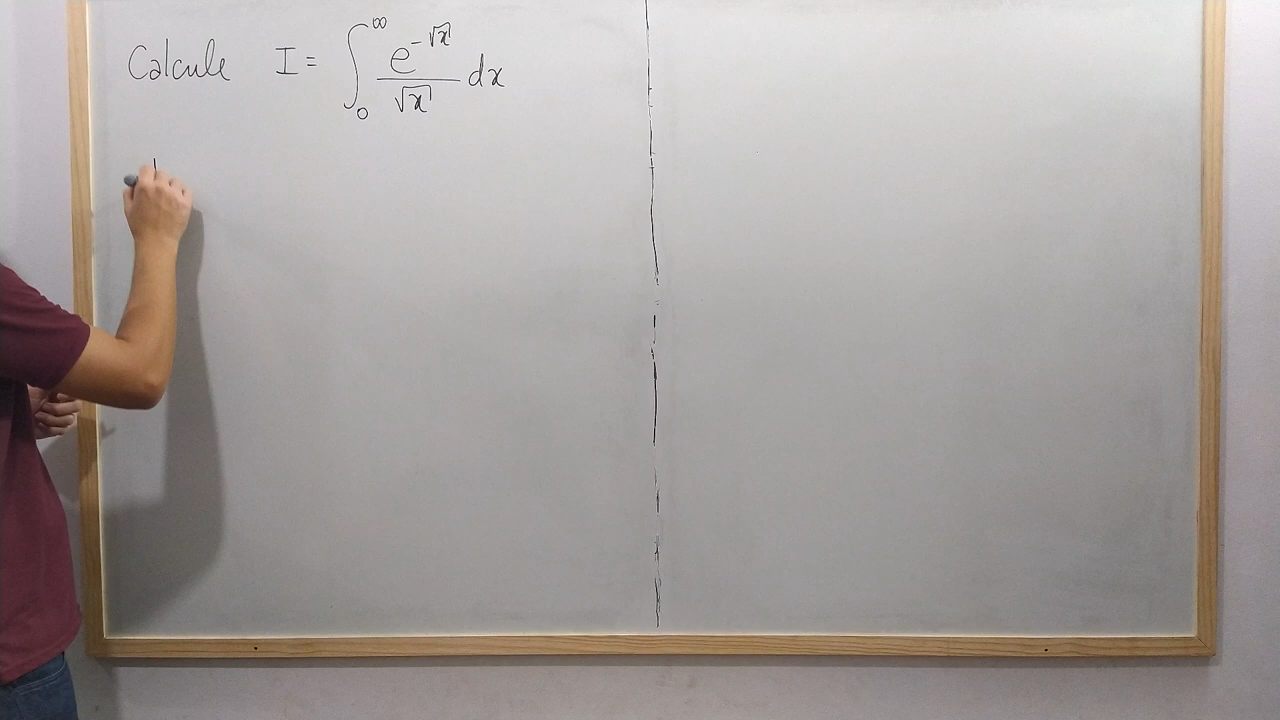 Calcule I = ∫₀^∞ e^{-√x} / √x dx